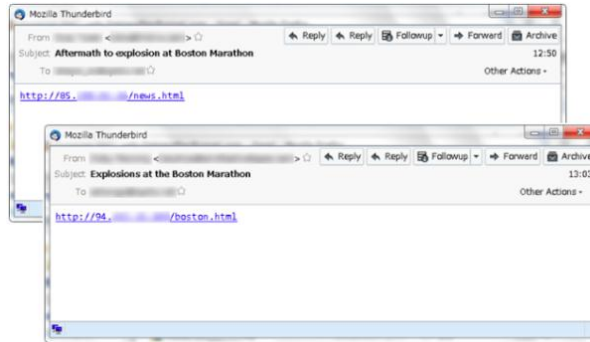 Mozilla Thunderbird
From < > Reply Reply Followup Forward Archive
Subject Aftermath to explosion at Boston Marathon 12:50
To Other Actions
http://85. /news.html
Mozilla Thunderbird
From < > Reply Reply Followup Forward Archive
Subject Explosions at the Boston Marathon 13:03
To Other Actions
http://94. /boston.html